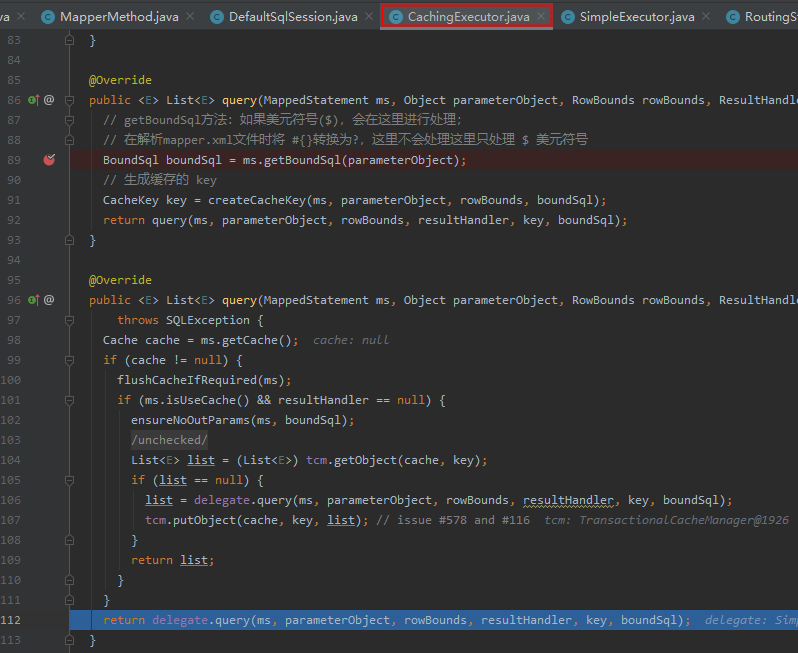 va MapperMethod.java DefaultSqlSession.java CachingExecutor.java SimpleExecutor.java RoutingS
83 }
84
85 @Override
86 @ public <E> List<E> query(MappedStatement ms, Object parameterObject, RowBounds rowBounds, ResultHandle
87 // getBoundSql方法：如果美元符号($)，会在这里进行处理；
88 // 在解析mapper.xml文件时将 #{}转换为?，这里不会处理这里只处理 $ 美元符号
89 BoundSql boundSql = ms.getBoundSql(parameterObject);
90 // 生成缓存的 key
91 CacheKey key = createCacheKey(ms, parameterObject, rowBounds, boundSql);
92 return query(ms, parameterObject, rowBounds, resultHandler, key, boundSql);
93 }
94
95 @Override
96 @ public <E> List<E> query(MappedStatement ms, Object parameterObject, RowBounds rowBounds, ResultHandle
97 throws SQLException {
98 Cache cache = ms.getCache(); cache: null
99 if (cache != null) {
100 flushCacheIfRequired(ms);
101 if (ms.isUseCache() && resultHandler == null) {
102 ensureNoOutParams(ms, boundSql);
103 /unchecked/
104 List<E> list = (List<E>) tcm.getObject(cache, key);
105 if (list == null) {
106 list = delegate.query(ms, parameterObject, rowBounds, resultHandler, key, boundSql);
107 tcm.putObject(cache, key, list); // issue #578 and #116 tcm: TransactionalCacheManager@1926
108 }
109 return list;
110 }
111 }
112 return delegate.query(ms, parameterObject, rowBounds, resultHandler, key, boundSql); delegate: Sim
113 }